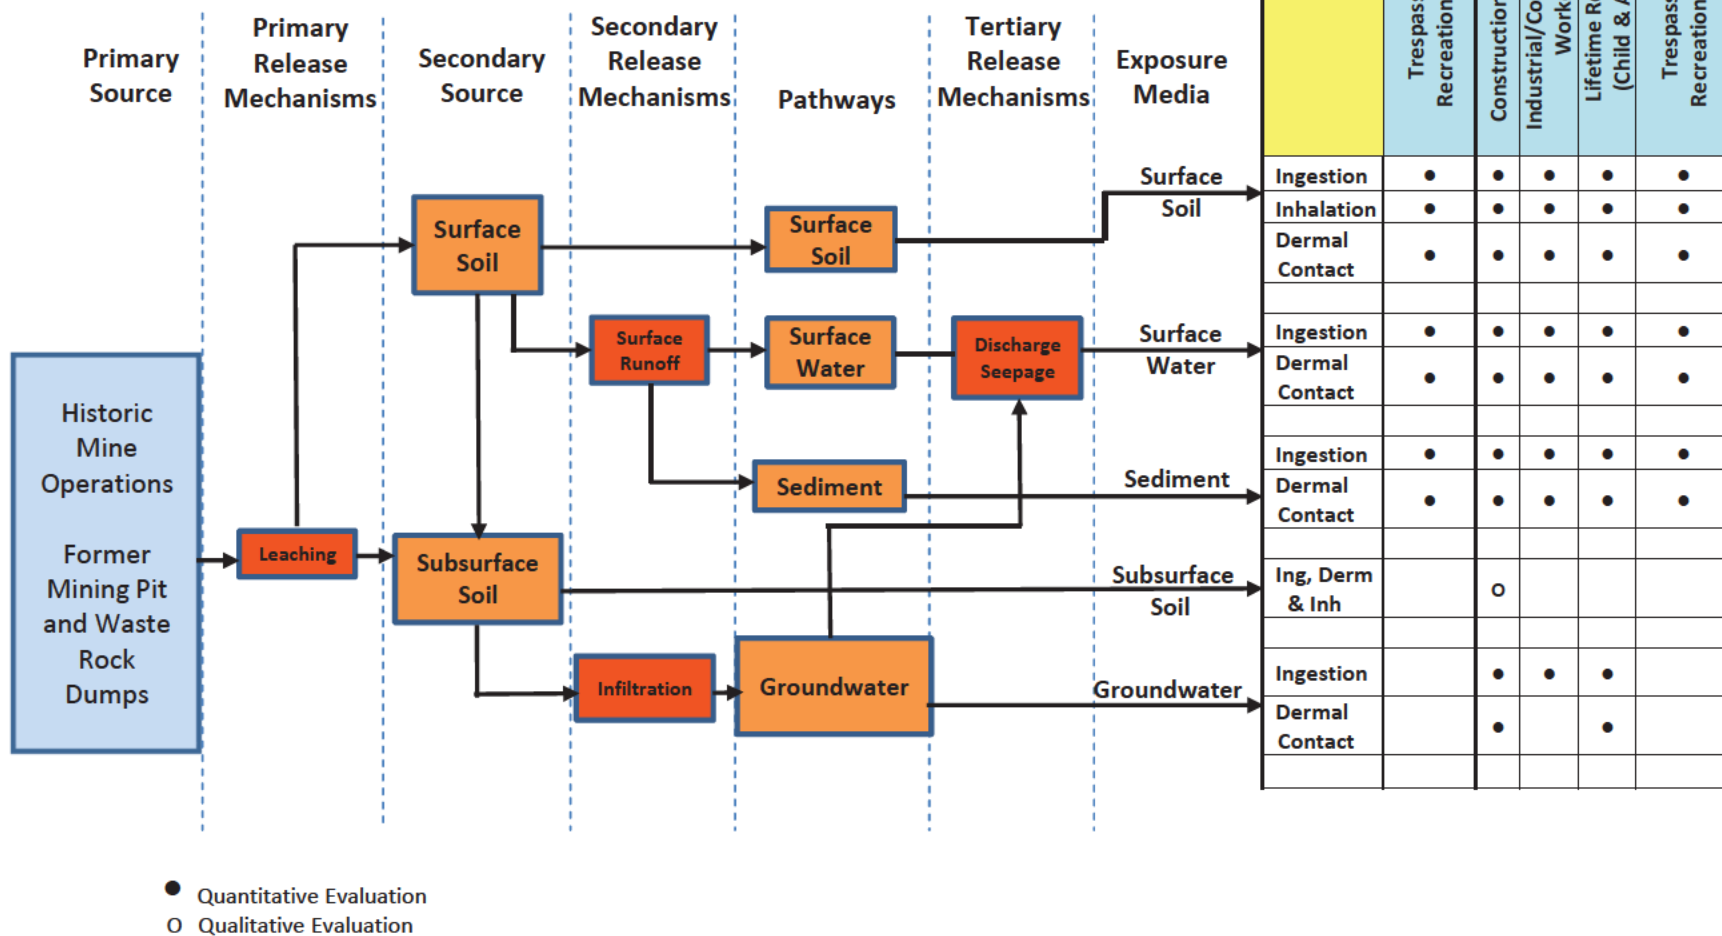 Primary
Source
Primary
Release
Mechanisms
Secondary
Source
Secondary
Release
Mechanisms
Pathways
Tertiary
Release
Mechanisms
Exposure
Media
Recreation
Construction
Lifetime
(Child &
Recreation
Historic
Mine
Operations
Former
Mining Pit
and Waste
Rock
Dumps
Leaching
Surface
Soil
Subsurface
Soil
Surface
Runoff
Infiltration
Surface
Soil
Surface
Water
Sediment
Groundwater
Discharge
Seepage
Surface
Soil
Surface
Water
Sediment
Subsurface
Soil
Groundwater
Ingestion ● ● ● ● ●
Inhalation ● ● ● ● ●
Dermal
Contact ● ● ● ● ●
Ingestion ● ● ● ● ●
Dermal
Contact ● ● ● ● ●
Ingestion ● ● ● ● ●
Dermal
Contact ● ● ● ● ●
Ing, Derm
& Inh O
Ingestion ● ● ●
Dermal
Contact ● ●
● Quantitative Evaluation
O Qualitative Evaluation